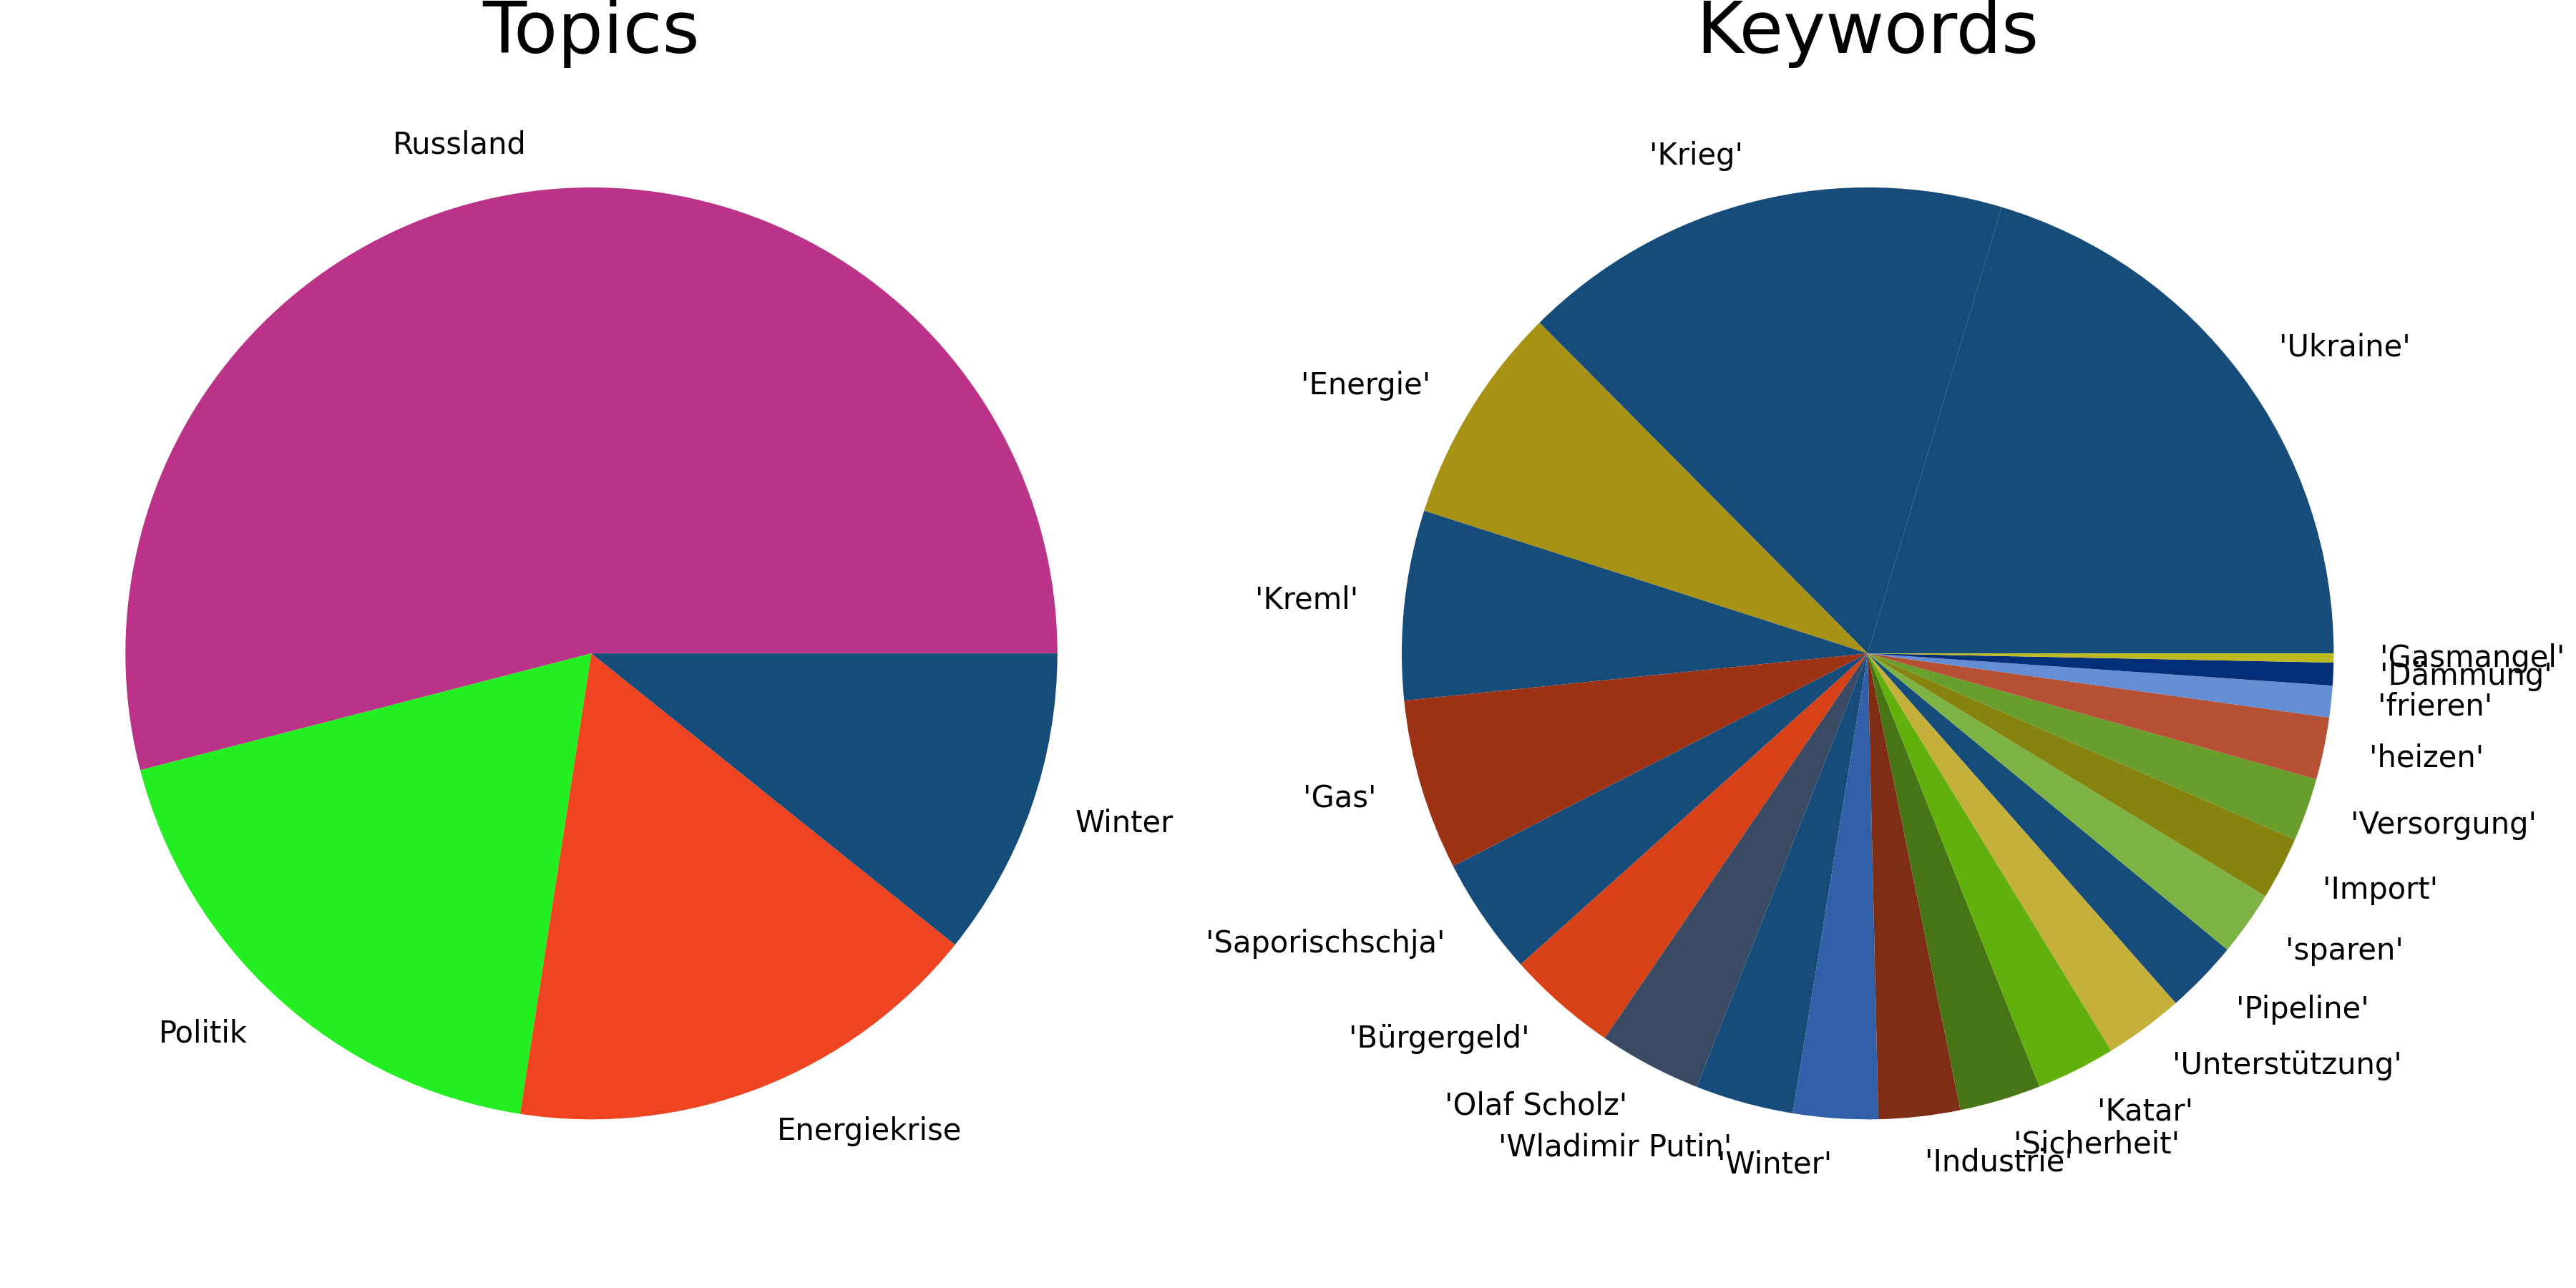 Topics
Russland
Politik
Energiekrise
Winter
Keywords
'Ukraine'
'Krieg'
'Energie'
'Kreml'
'Gas'
'Saporischschja'
'Bürgergeld'
'Olaf Scholz'
'Wladimir Putin'
'Winter'
'Industrie'
'Sicherheit'
'Katar'
'Unterstützung'
'Pipeline'
'sparen'
'Import'
'Versorgung'
'heizen'
'frieren'
'Dämmung'
'Gasmangel'